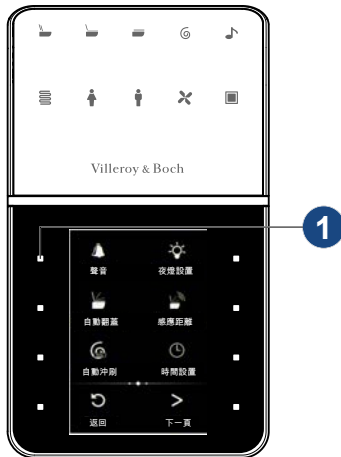 Villeroy & Boch
1
聲音 夜燈設置
自動翻蓋 感應距離
自動沖刷 時間設置
返回 下一頁